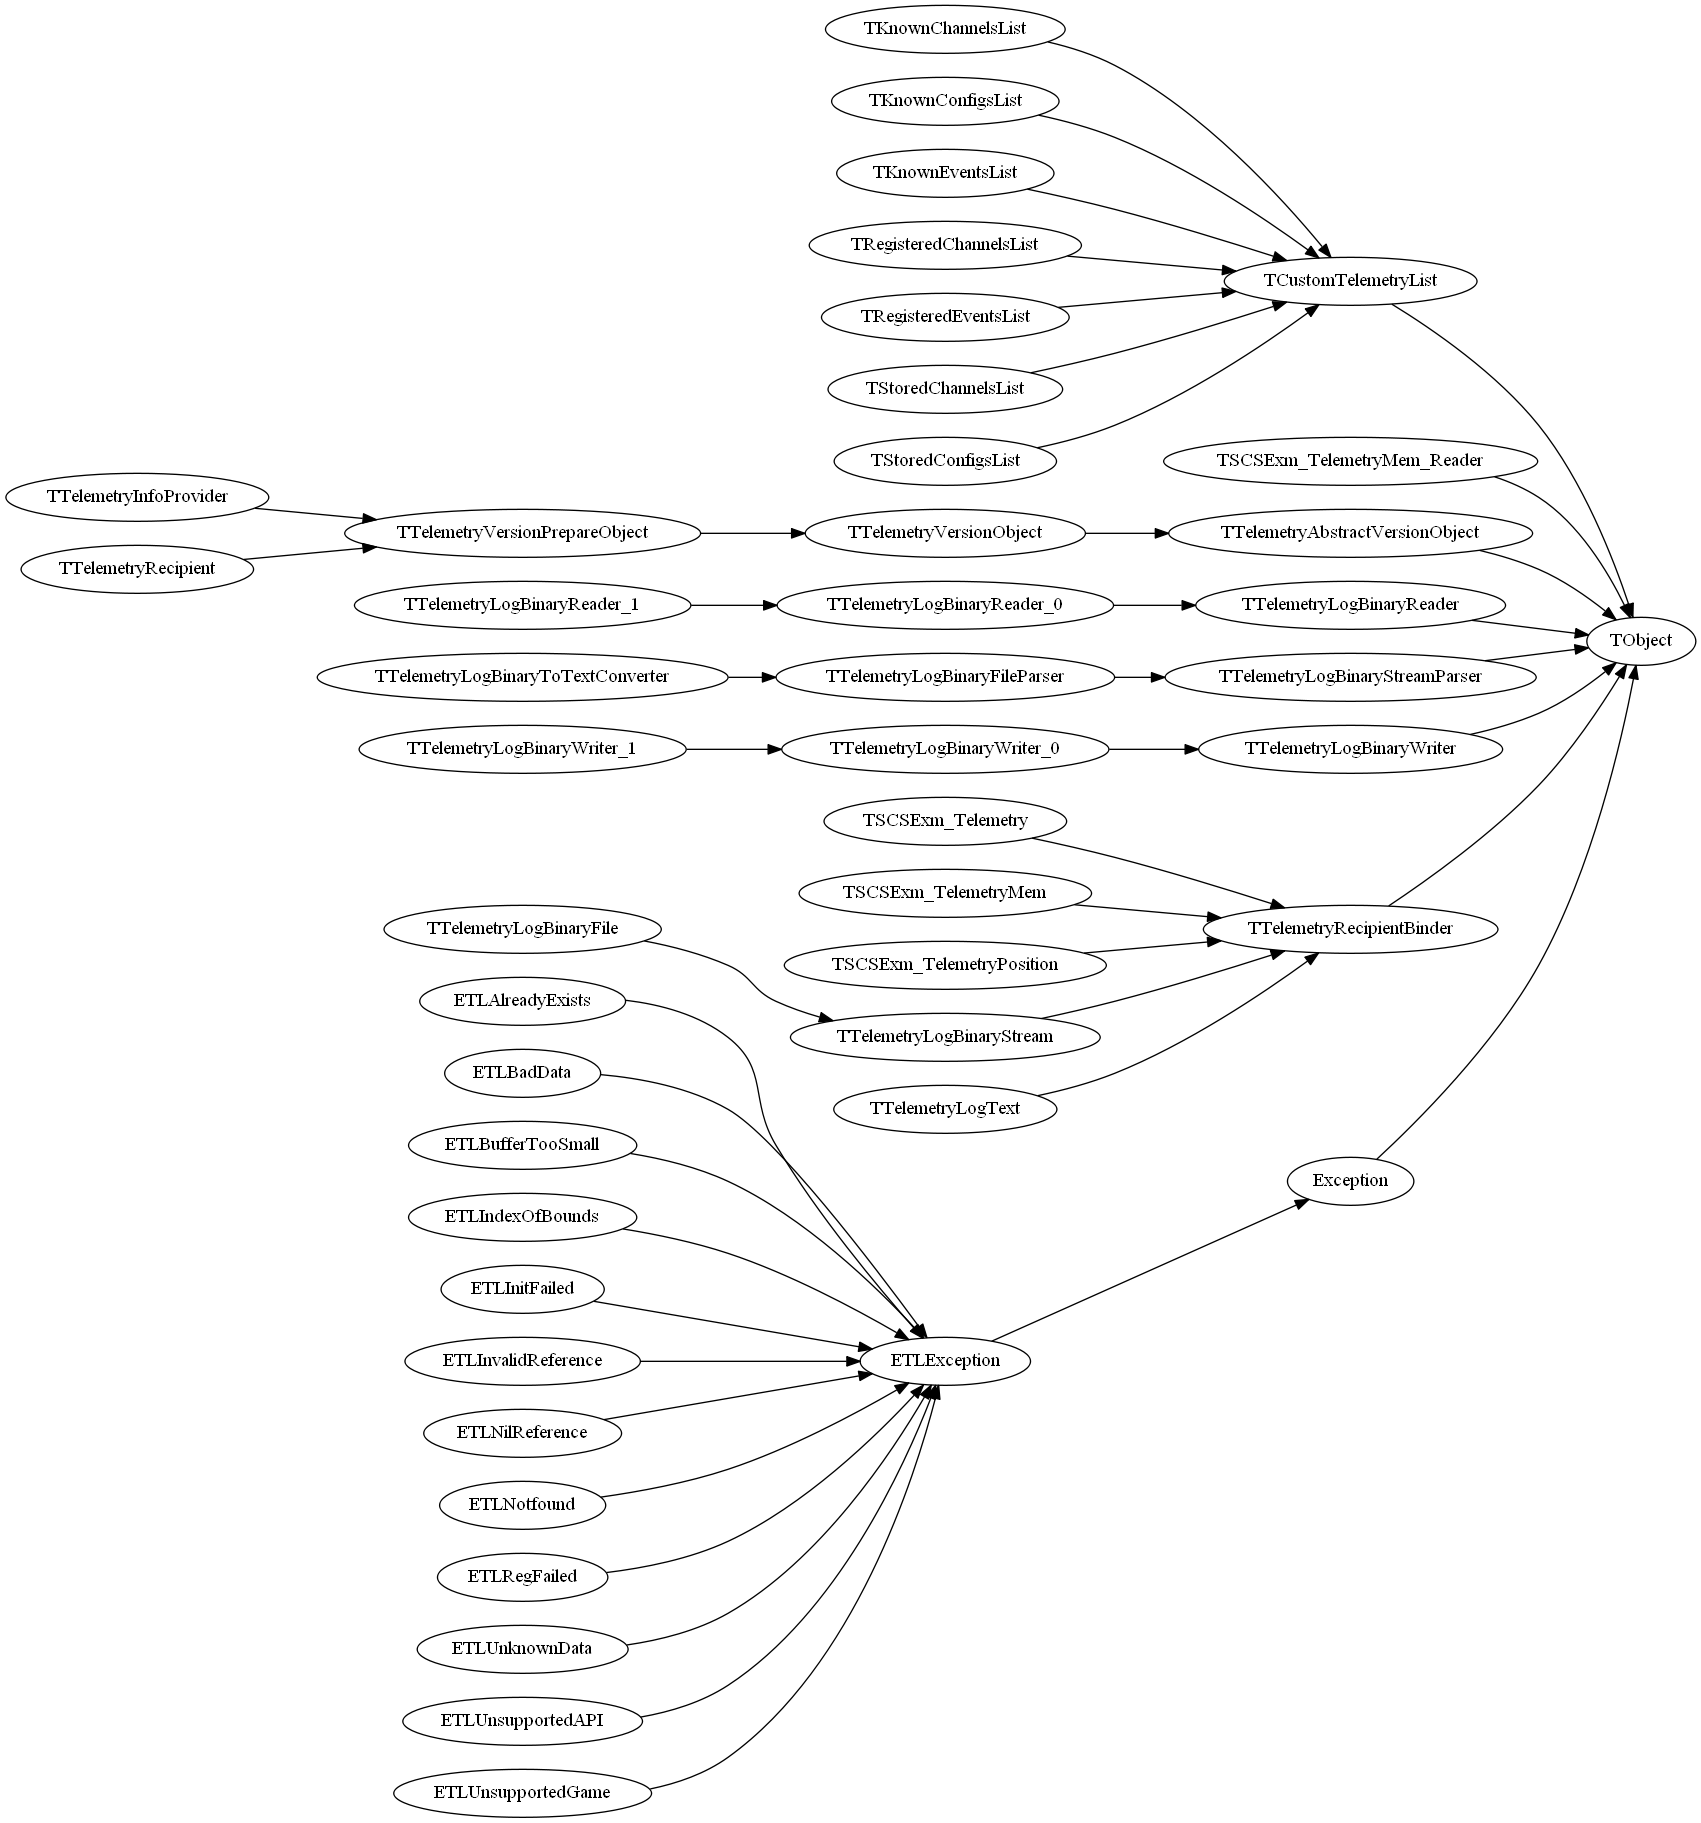 TKnownChannelsList
TKnownConfigsList
TKnownEventsList
TRegisteredChannelsList
TCustomTelemetryList
TRegisteredEventsList
TStoredChannelsList
TStoredConfigsList
TSCSExm_TelemetryMem_Reader
TTelemetryInfoProvider
TTelemetryVersionPrepareObject
TTelemetryVersionObject
TTelemetryAbstractVersionObject
TTelemetryRecipient
TTelemetryLogBinaryReader_1
TTelemetryLogBinaryReader_0
TTelemetryLogBinaryReader
TObject
TTelemetryLogBinaryToTextConverter
TTelemetryLogBinaryFileParser
TTelemetryLogBinaryStreamParser
TTelemetryLogBinaryWriter_1
TTelemetryLogBinaryWriter_0
TTelemetryLogBinaryWriter
TSCSExm_Telemetry
TSCSExm_TelemetryMem
TTelemetryLogBinaryFile
TTelemetryRecipientBinder
TSCSExm_TelemetryPosition
ETLAlreadyExists
TTelemetryLogBinaryStream
ETLBadData
TTelemetryLogText
ETLBufferTooSmall
Exception
ETLIndexOfBounds
ETLInitFailed
ETLInvalidReference
ETLException
ETLNilReference
ETLNotfound
ETLRegFailed
ETLUnknownData
ETLUnsupportedAPI
ETLUnsupportedGame